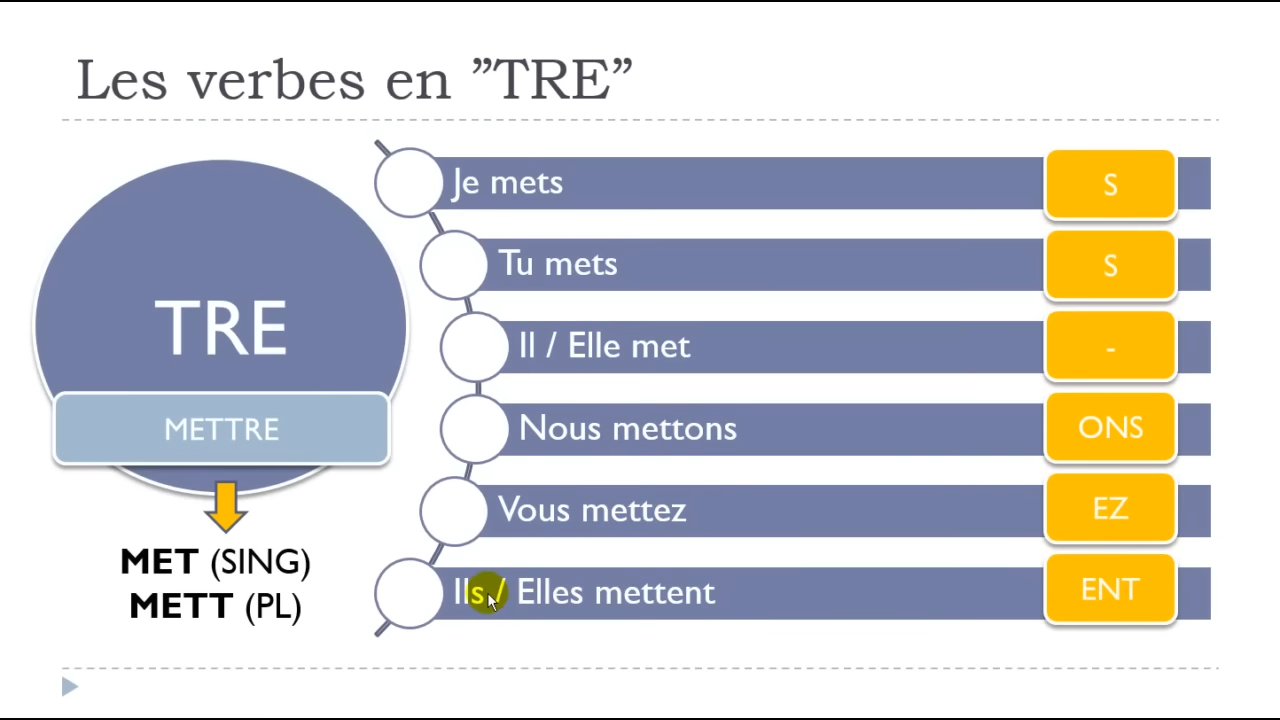 Les verbes en ”TRE”
TRE
METTRE
MET (SING)
METT (PL)
Je mets
S
Tu mets
S
Il / Elle met
-
Nous mettons
ONS
Vous mettez
EZ
Ils / Elles mettent
ENT